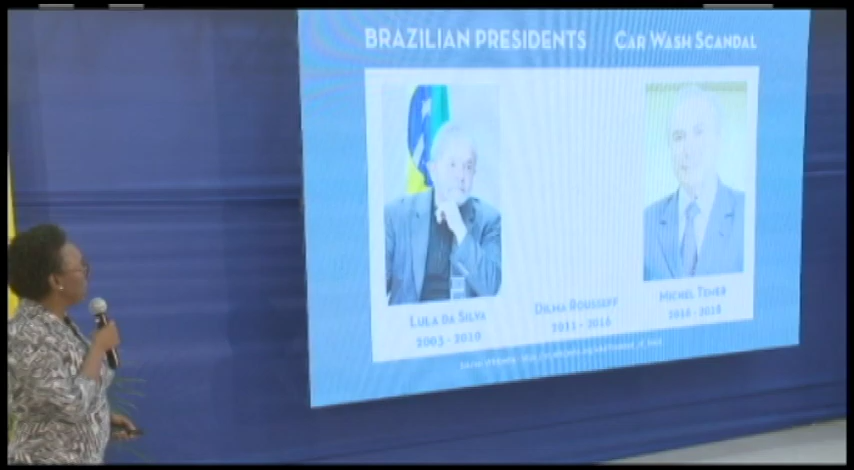 BRAZILIAN PRESIDENTS CAR WASH SCANDAL
LULA DA SILVA
2003 - 2010
DILMA ROUSSEFF
2011 - 2016
MICHEL TEMER
2016 - 2018